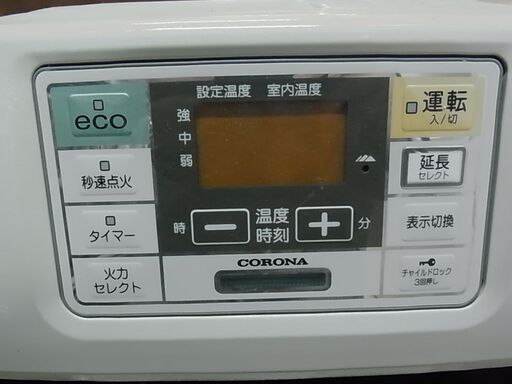 設定温度 室内温度
強
中
弱
eco
秒速点火
タイマー
火力
セレクト
時
温度
時刻
分
CORONA
運転
入/切
延長
セレクト
表示切換
チャイルドロック
3回押し